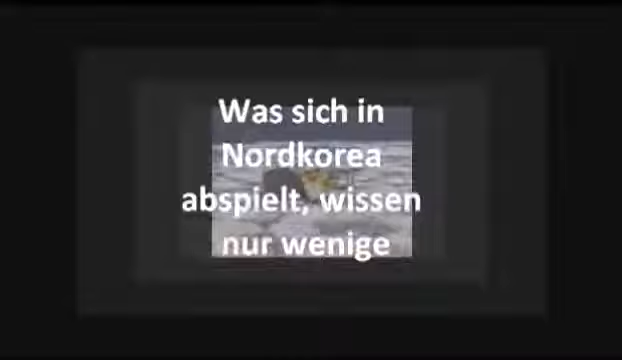 Was sich in
Nordkorea
abspielt, wissen
nur wenige